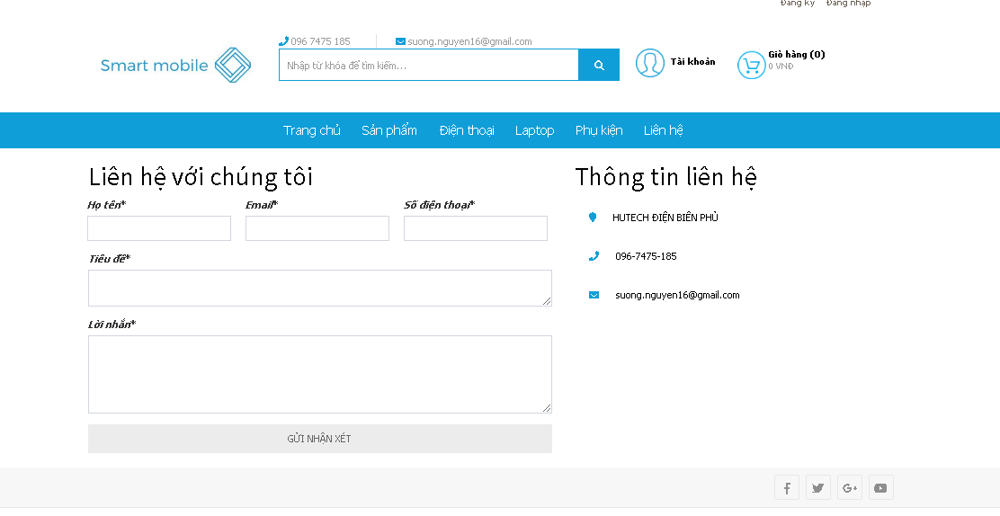 Đăng ký Đăng nhập
096 7475 185 suong.nguyen16@gmail.com
Smart mobile
Nhập từ khóa để tìm kiếm...
Tài khoản
Giỏ hàng (0)
0 VNĐ
Trang chủ Sản phẩm Điện thoại Laptop Phụ kiện Liên hệ
Liên hệ với chúng tôi
Họ tên* Email* Số điện thoại*
Tiêu đề*
Lời nhắn*
GỬI NHẬN XÉT
Thông tin liên hệ
HUTECH ĐIỆN BIÊN PHỦ
096-7475-185
suong.nguyen16@gmail.com